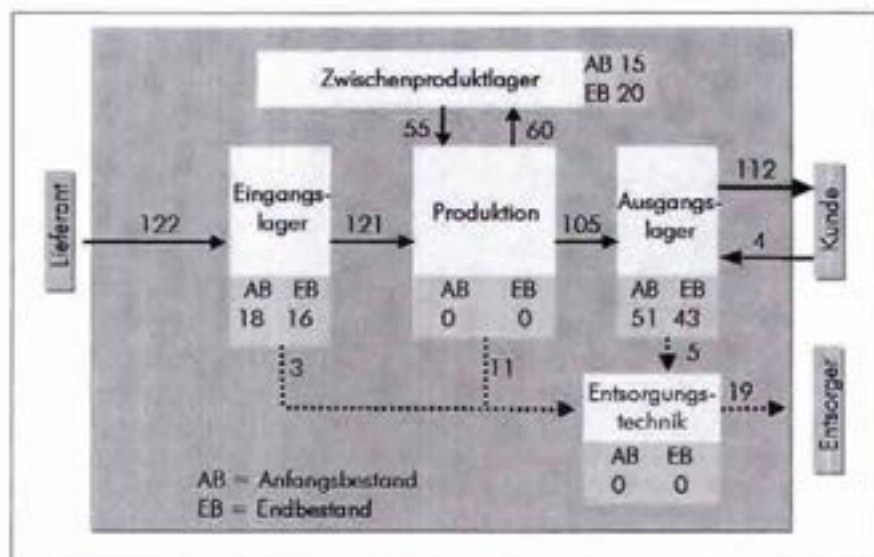 Zwischenproduktlager
AB 15
EB 20
55
60
Lieferant
122
Eingangs-
lager
AB EB
18 16
121
Produktion
AB EB
0 0
105
Ausgangs-
lager
AB EB
51 43
112
4
Kunde
3
11
5
Entsorgungs-
technik
AB EB
0 0
19
Entsorger
AB = Anfangsbestand
EB = Endbestand